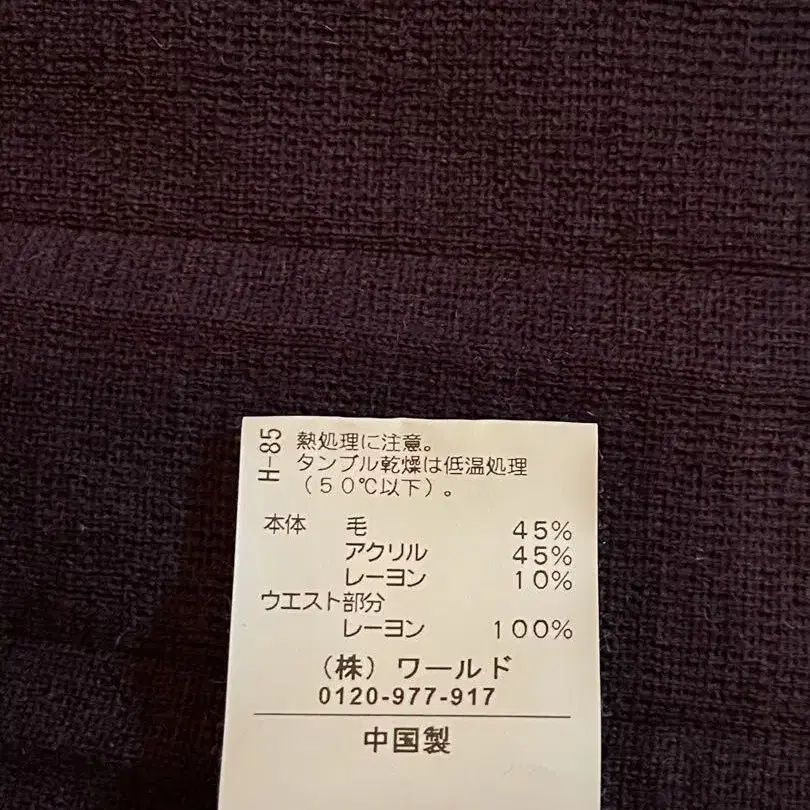 H-85
熱処理に注意。
タンブル乾燥は低温処理
（５０℃以下）。
本体　毛　45%
アクリル　45%
レーヨン　10%
ウエスト部分
レーヨン　100%
（株）ワールド
0120-977-917
中国製